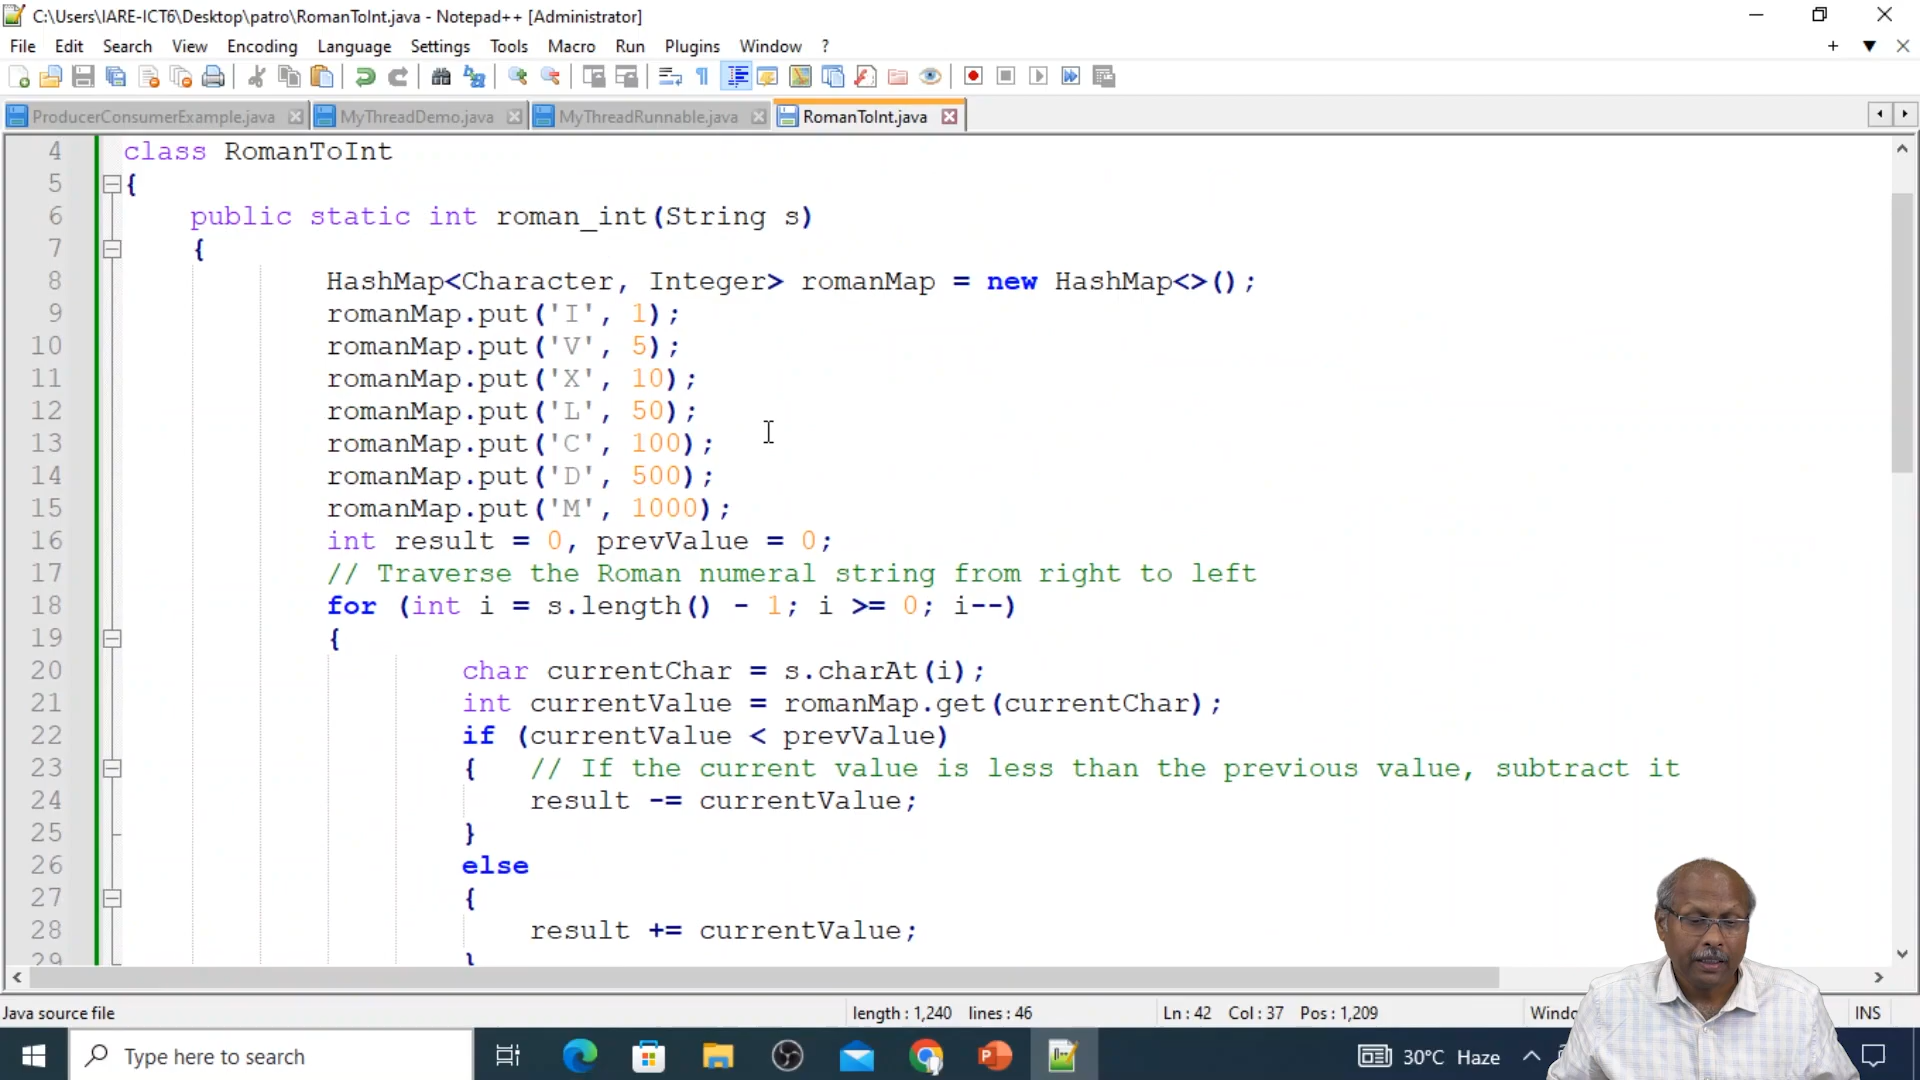 C:\Users\IARE-ICT6\Desktop\patro\RomanToInt.java - Notepad++ [Administrator]
File Edit Search View Encoding Language Settings Tools Macro Run Plugins Window ?
ProducerConsumerExample.java MyThreadDemo.java MyThreadRunnable.java RomanToInt.java
4 class RomanToInt
5 {
6 public static int roman_int(String s)
7 {
8 HashMap<Character, Integer> romanMap = new HashMap<>();
9 romanMap.put('I', 1);
10 romanMap.put('V', 5);
11 romanMap.put('X', 10);
12 romanMap.put('L', 50);
13 romanMap.put('C', 100);
14 romanMap.put('D', 500);
15 romanMap.put('M', 1000);
16 int result = 0, prevValue = 0;
17 // Traverse the Roman numeral string from right to left
18 for (int i = s.length() - 1; i >= 0; i--)
19 {
20 char currentChar = s.charAt(i);
21 int currentValue = romanMap.get(currentChar);
22 if (currentValue < prevValue)
23 { // If the current value is less than the previous value, subtract it
24 result -= currentValue;
25 }
26 else
27 {
28 result += currentValue;
29 }
Java source file length : 1,240 lines : 46 Ln : 42 Col : 37 Pos : 1,209 INS
Type here to search 30°C Haze